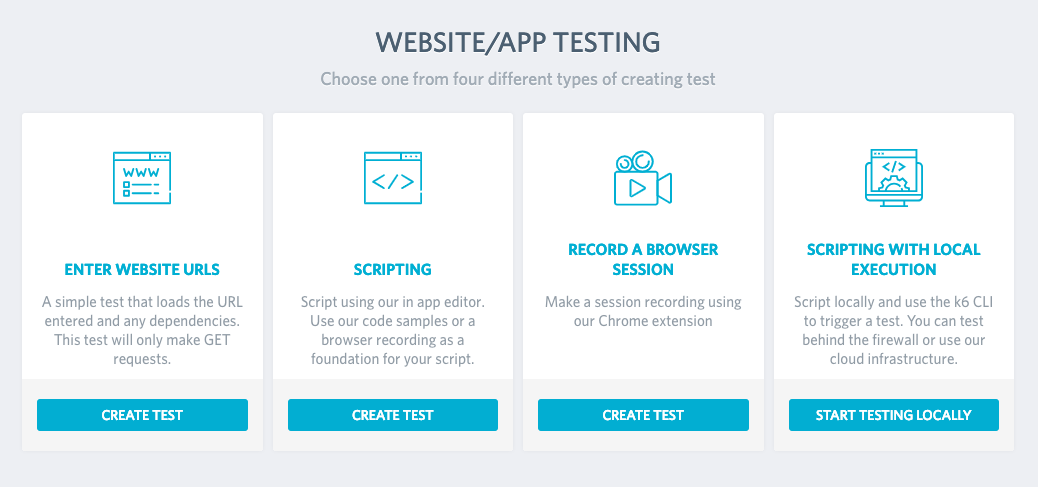 WEBSITE/APP TESTING
Choose one from four different types of creating test
WWW
ENTER WEBSITE URLS
A simple test that loads the URL
entered and any dependencies.
This test will only make GET
requests.
CREATE TEST
</>
SCRIPTING
Script using our in app editor.
Use our code samples or a
browser recording as a
foundation for your script.
CREATE TEST
RECORD A BROWSER
SESSION
Make a session recording using
our Chrome extension
CREATE TEST
</>
SCRIPTING WITH LOCAL
EXECUTION
Script locally and use the k6 CLI
to trigger a test. You can test
behind the firewall or use our
cloud infrastructure.
START TESTING LOCALLY